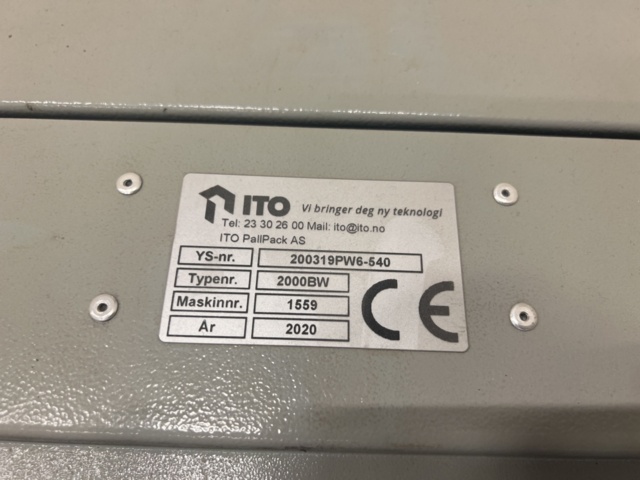 ITO Vi bringer deg ny teknologi
Tel: 23 30 26 00 Mail: ito@ito.no
ITO PallPack AS
YS-nr. 200319PW6-540
Typenr. 2000BW
Maskinnr. 1559
År 2020
CE